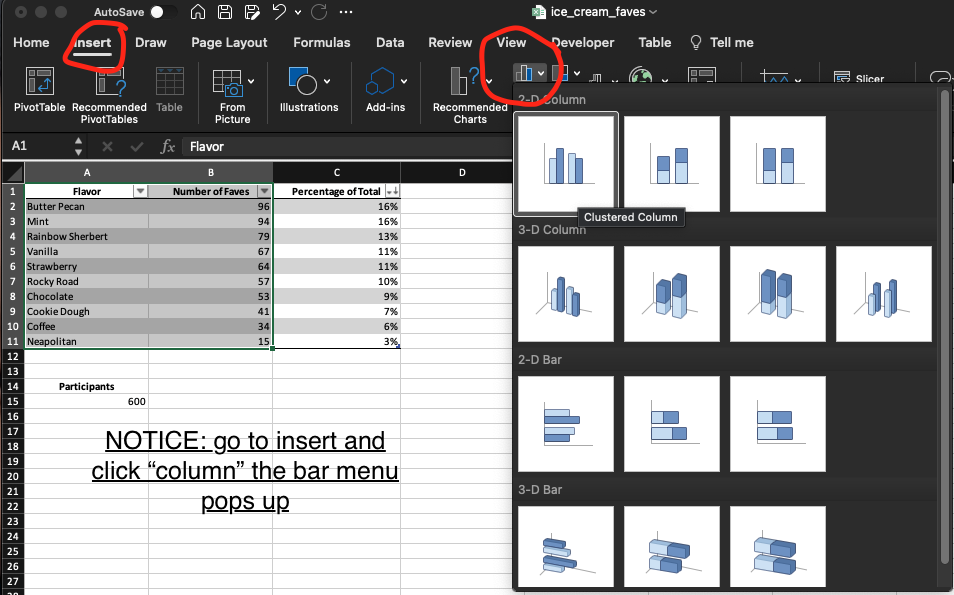 AutoSave
ice_cream_faves
Home Insert Draw Page Layout Formulas Data Review View Developer Table Tell me
PivotTable
Recommended
PivotTables
Table
From
Picture
Illustrations
Add-ins
Recommended
Charts
Slicer
A1 fx Flavor
2-D Column
Clustered Column
3-D Column
2-D Bar
3-D Bar
A B C D
1 Flavor Number of Faves Percentage of Total
2 Butter Pecan 96 16%
3 Mint 94 16%
4 Rainbow Sherbert 79 13%
5 Vanilla 67 11%
6 Strawberry 64 11%
7 Rocky Road 57 10%
8 Chocolate 53 9%
9 Cookie Dough 41 7%
10 Coffee 34 6%
11 Neapolitan 15 3%
12
13
14 Participants
15 600
16
17
18
19
20
21
22
23
24
25
26
27
NOTICE: go to insert and
click “column” the bar menu
pops up